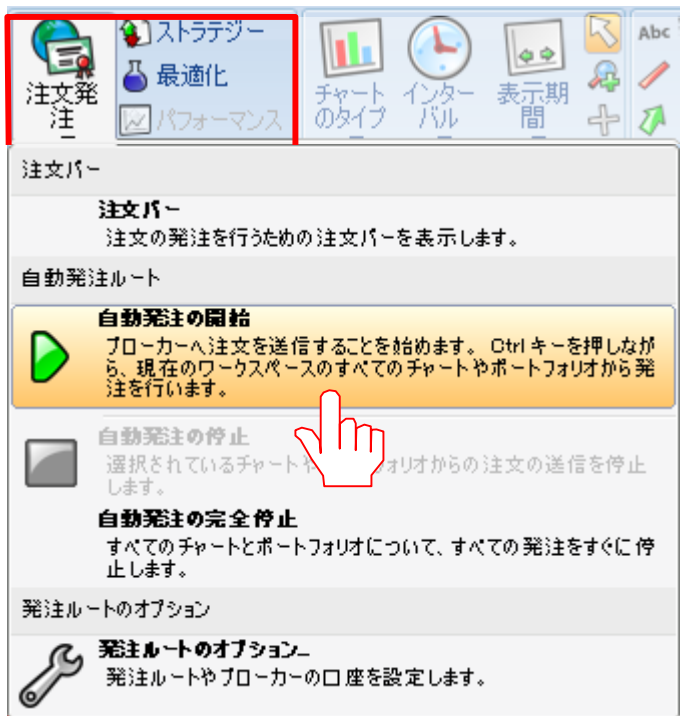 ストラテジー
最適化
パフォーマンス
注文発
注
チャート
のタイプ
インター
バル
表示期
間
Abc
注文バー
注文バー
注文の発注を行うための注文バーを表示します。
自動発注ルート
自動発注の開始
ブローカーへ注文を送信することを始めます。 Ctrl キーを押しなが
ら、現在のワークスペースのすべてのチャートやポートフォリオから発
注を行います。
自動発注の停止
選択されているチャートや フォリオからの注文の送信を停止
します。
自動発注の完全停止
すべてのチャートとポートフォリオについて、すべての発注をすぐに停
止します。
発注ルートのオプション
発注ルートのオプション...
発注ルートやブローカーの口座を設定します。